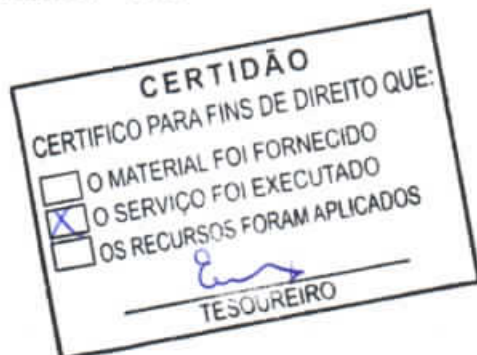 CERTIDÃO
CERTIFICO PARA FINS DE DIREITO QUE:
O MATERIAL FOI FORNECIDO
X O SERVIÇO FOI EXECUTADO
OS RECURSOS FORAM APLICADOS
TESOUREIRO